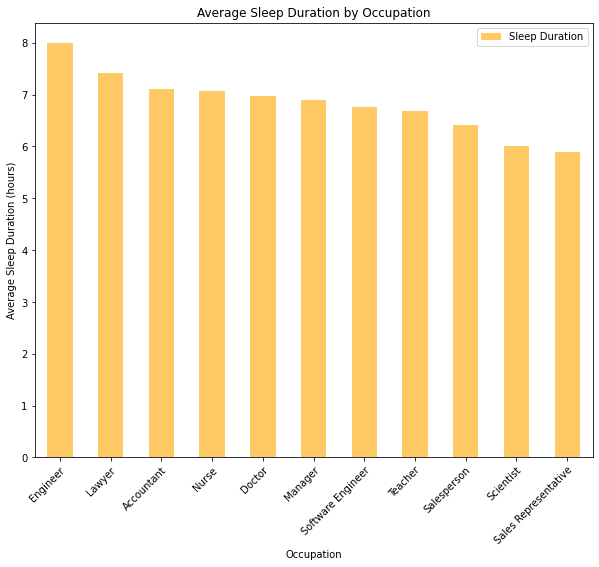 Average Sleep Duration by Occupation
Sleep Duration
Average Sleep Duration (hours)
8
7
6
5
4
3
2
1
0
Engineer
Lawyer
Accountant
Nurse
Doctor
Manager
Software Engineer
Teacher
Salesperson
Scientist
Sales Representative
Occupation